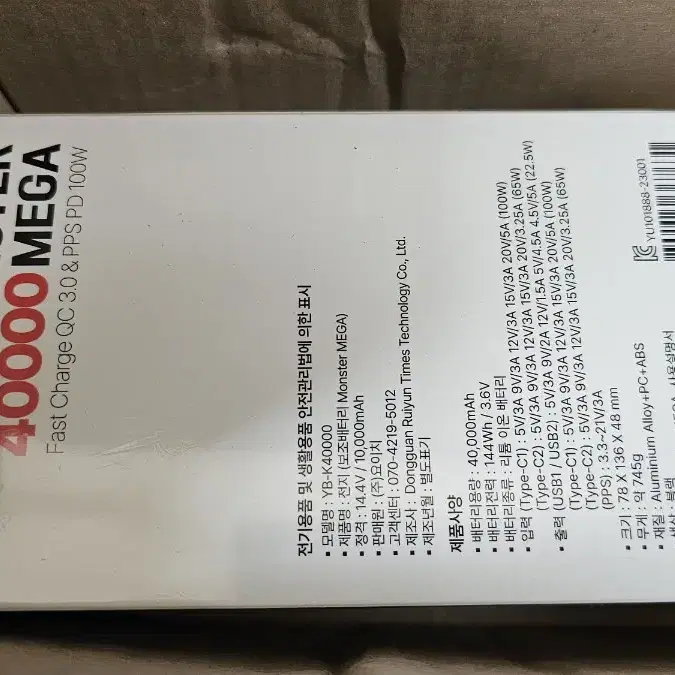 40000 MEGA
Fast Charge QC 3.0 & PPS PD 100W
전기용품 및 생활용품 안전관리법에 의한 표시
• 모델명 : YB-K40000
• 제품명 : 전지 (보조배터리 Monster MEGA)
• 정격 : 14.4V / 10,000mAh
• 판매원 : (주)요이치
• 고객센터 : 070-4219-5012
• 제조사 : Dongguan Ruiyun Times Technology Co., Ltd.
• 제조년월 : 별도표기
제품사양
• 배터리용량 : 40,000mAh
• 배터리전력 : 144Wh / 3.6V
• 배터리종류 : 리튬 이온 배터리
• 입력 (Type-C1) : 5V/3A 9V/3A 12V/3A 15V/3A 20V/5A (100W)
(Type-C2) : 5V/3A 9V/3A 12V/3A 15V/3A 20V/3.25A (65W)
• 출력 (USB1 / USB2) : 5V/3A 9V/2A 12V/1.5A 5V/4.5A 4.5V/5A (22.5W)
(Type-C1) : 5V/3A 9V/3A 12V/3A 15V/3A 20V/5A (100W)
(Type-C2) : 5V/3A 9V/3A 12V/3A 15V/3A 20V/3.25A (65W)
(PPS) : 3.3~21V/3A
• 크기 : 78 X 136 X 48 mm
• 무게 : 약 745g
• 재질 : Aluminium Alloy+PC+ABS
• 색상 : 블랙
사용설명서
YU101888-23001